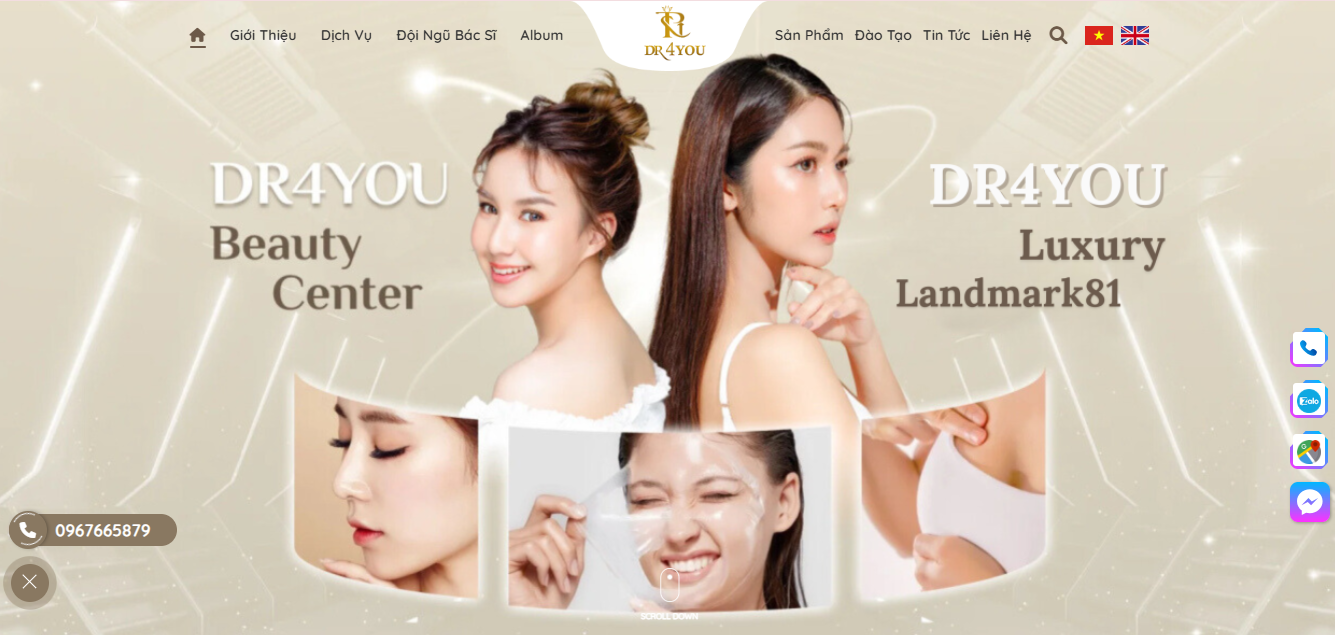 Giới Thiệu
Dịch Vụ
Đội Ngũ Bác Sĩ
Album
DR4YOU
Sản Phẩm
Đào Tạo
Tin Tức
Liên Hệ
DR4YOU
Beauty
Center
DR4YOU
Luxury
Landmark81
Zalo
0967665879
SCROLL DOWN